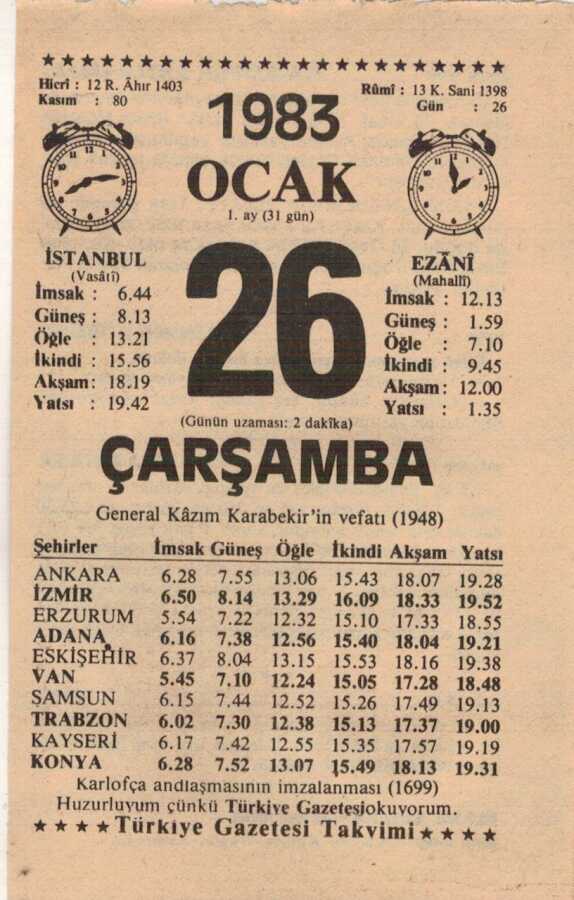 Hicrî : 12 R. Âhır 1403
Kasım : 80
Rûmî : 13 K. Sani 1398
Gün : 26
1983
OCAK
1. ay (31 gün)
26
İSTANBUL
(Vasâtî)
İmsak : 6.44
Güneş : 8.13
Öğle : 13.21
İkindi : 15.56
Akşam : 18.19
Yatsı : 19.42
EZÂNÎ
(Mahallî)
İmsak : 12.13
Güneş : 1.59
Öğle : 7.10
İkindi : 9.45
Akşam : 12.00
Yatsı : 1.35
(Günün uzaması: 2 dakîka)
ÇARŞAMBA
General Kâzım Karabekir'in vefatı (1948)
Şehirler İmsak Güneş Öğle İkindi Akşam Yatsı
ANKARA 6.28 7.55 13.06 15.43 18.07 19.28
İZMİR 6.50 8.14 13.29 16.09 18.33 19.52
ERZURUM 5.54 7.22 12.32 15.10 17.33 18.55
ADANA 6.16 7.38 12.56 15.40 18.04 19.21
ESKİŞEHİR 6.37 8.04 13.15 15.53 18.16 19.38
VAN 5.45 7.10 12.24 15.05 17.28 18.48
SAMSUN 6.15 7.44 12.52 15.26 17.49 19.13
TRABZON 6.02 7.30 12.38 15.13 17.37 19.00
KAYSERİ 6.17 7.42 12.55 15.35 17.57 19.19
KONYA 6.28 7.52 13.07 15.49 18.13 19.31
Karlofça andlaşmasının imzalanması (1699)
Huzurluyum çünkü Türkiye Gazetesi okuyorum.
★★★★ Türkiye Gazetesi Takvimi ★★★★